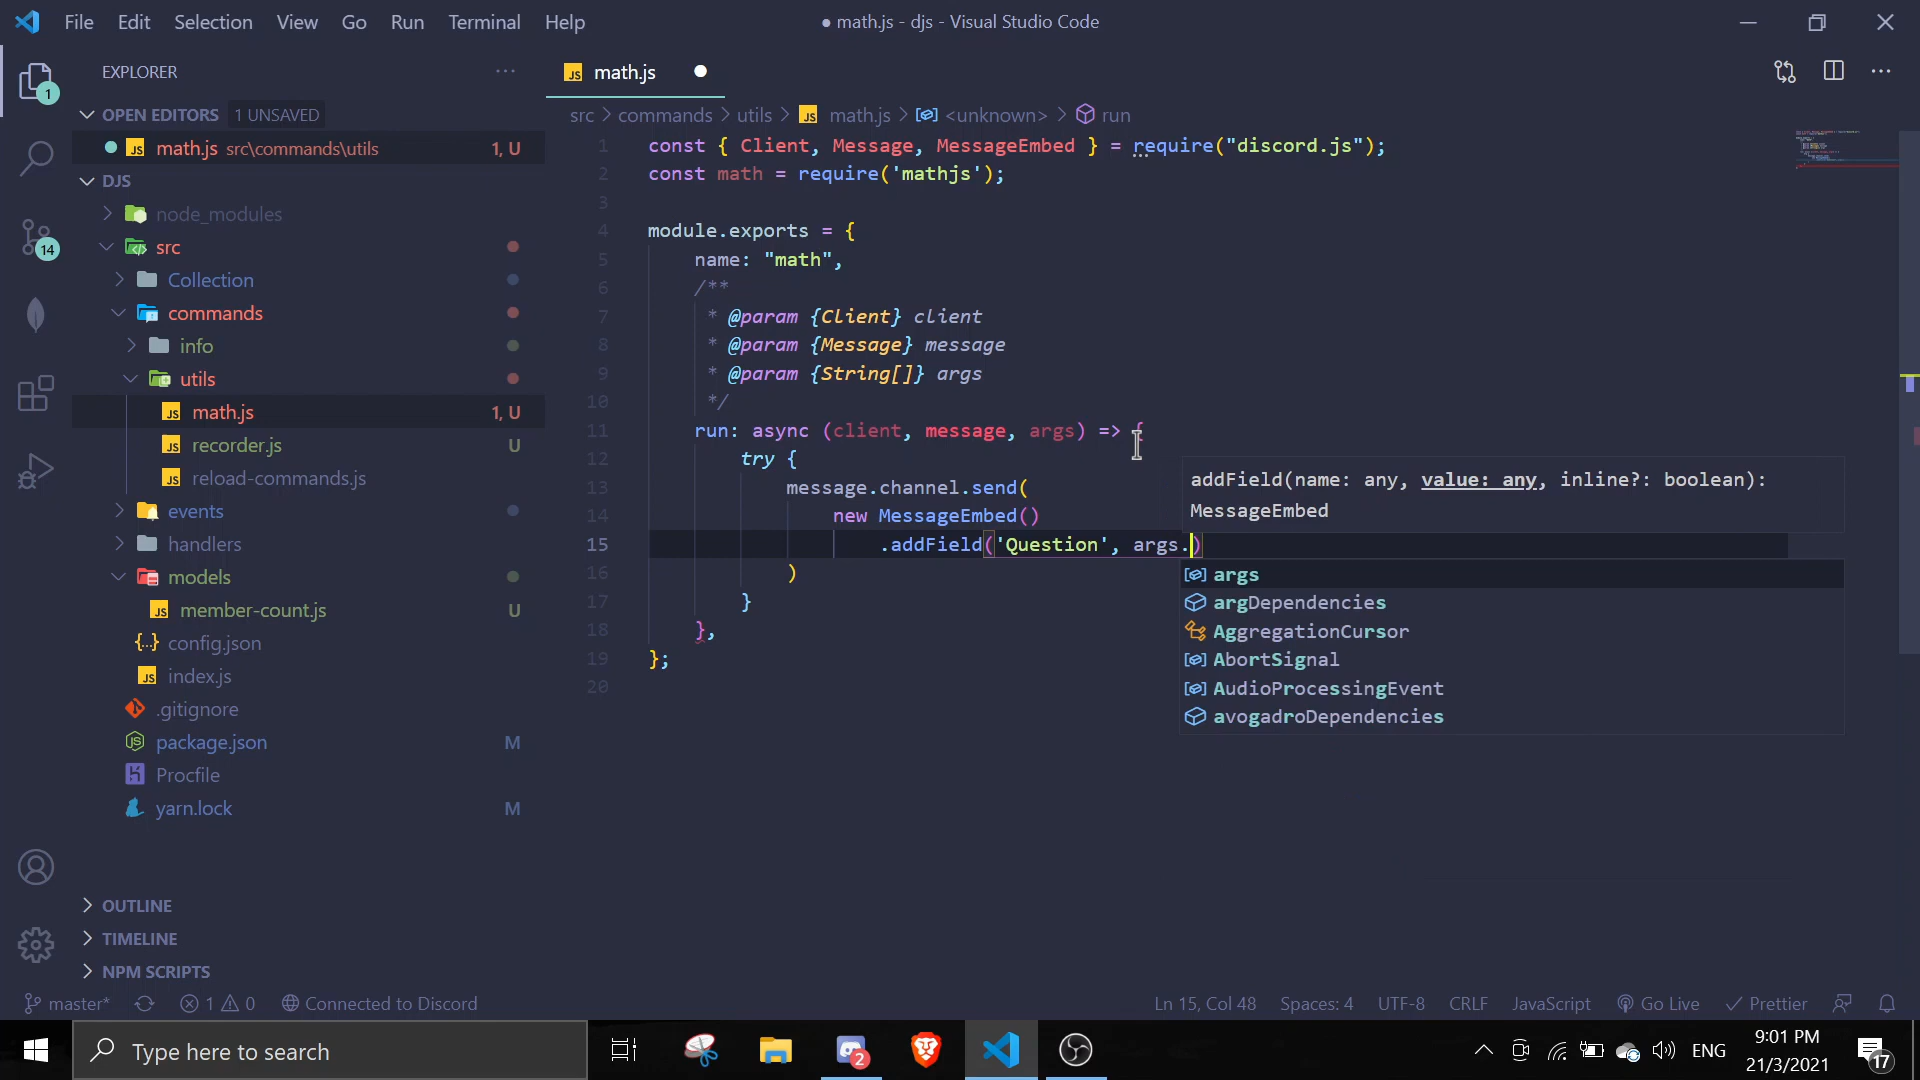 File Edit Selection View Go Run Terminal Help
● math.js - djs - Visual Studio Code
EXPLORER
OPEN EDITORS 1 UNSAVED
math.js src\commands\utils 1, U
DJS
node_modules
src
Collection
commands
info
utils
math.js 1, U
recorder.js U
reload-commands.js
events
handlers
models
member-count.js U
config.json
index.js
.gitignore
package.json M
Procfile
yarn.lock M
OUTLINE
TIMELINE
NPM SCRIPTS
1
14
math.js
src > commands > utils > math.js > <unknown> > run
1 const { Client, Message, MessageEmbed } = require("discord.js");
2 const math = require('mathjs');
3
4 module.exports = {
5 name: "math",
6 /**
7 * @param {Client} client
8 * @param {Message} message
9 * @param {String[]} args
10 */
11 run: async (client, message, args) => {
12 try {
13 message.channel.send(
14 new MessageEmbed()
15 .addField('Question', args.)
16 )
17 }
18 },
19 };
20
addField(name: any, value: any, inline?: boolean):
MessageEmbed
args
argDependencies
AggregationCursor
AbortSignal
AudioProcessingEvent
avogadroDependencies
master* 1 0 Connected to Discord
Ln 15, Col 48 Spaces: 4 UTF-8 CRLF JavaScript Go Live Prettier
Type here to search
2
ENG
9:01 PM
21/3/2021
17